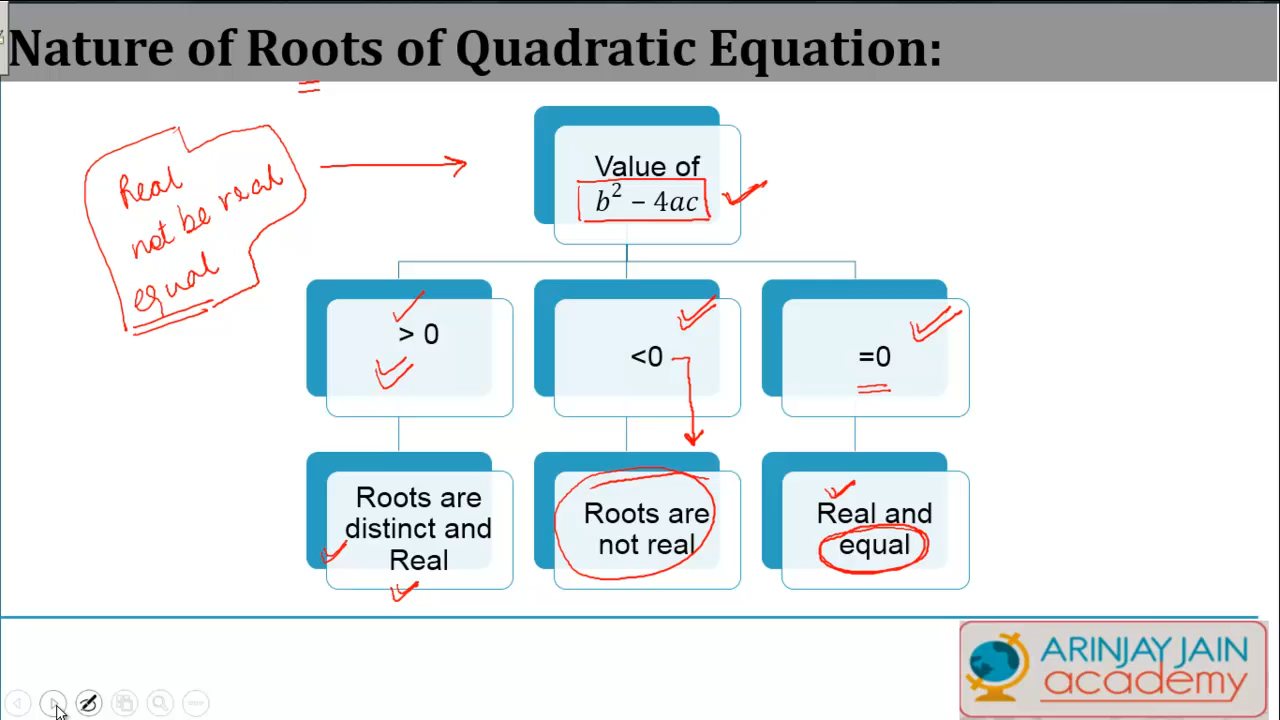 Nature of Roots of Quadratic Equation:
Real
not be real
equal
Value of
b² − 4ac
> 0
<0
=0
Roots are
distinct and
Real
Roots are
not real
Real and
equal
ARINJAY JAIN
academy